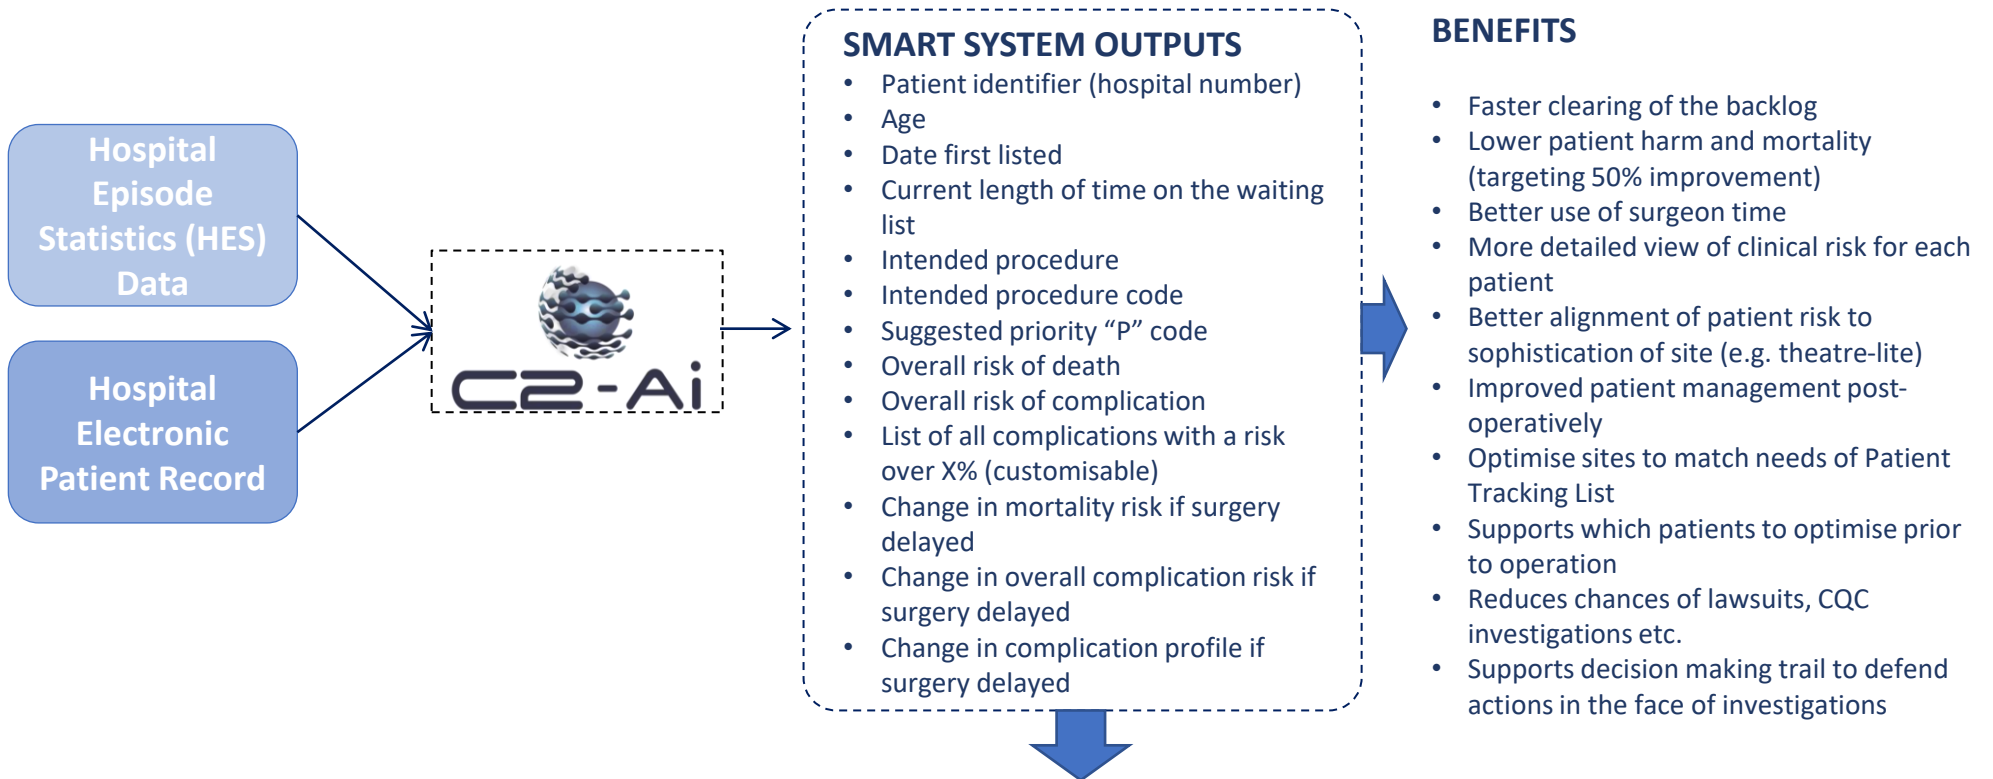 Hospital
Episode
Statistics (HES)
Data
Hospital
Electronic
Patient Record
C2-Ai
SMART SYSTEM OUTPUTS
• Patient identifier (hospital number)
• Age
• Date first listed
• Current length of time on the waiting
list
• Intended procedure
• Intended procedure code
• Suggested priority “P” code
• Overall risk of death
• Overall risk of complication
• List of all complications with a risk
over X% (customisable)
• Change in mortality risk if surgery
delayed
• Change in overall complication risk if
surgery delayed
• Change in complication profile if
surgery delayed
BENEFITS
• Faster clearing of the backlog
• Lower patient harm and mortality
(targeting 50% improvement)
• Better use of surgeon time
• More detailed view of clinical risk for each
patient
• Better alignment of patient risk to
sophistication of site (e.g. theatre-lite)
• Improved patient management post-
operatively
• Optimise sites to match needs of Patient
Tracking List
• Supports which patients to optimise prior
to operation
• Reduces chances of lawsuits, CQC
investigations etc.
• Supports decision making trail to defend
actions in the face of investigations